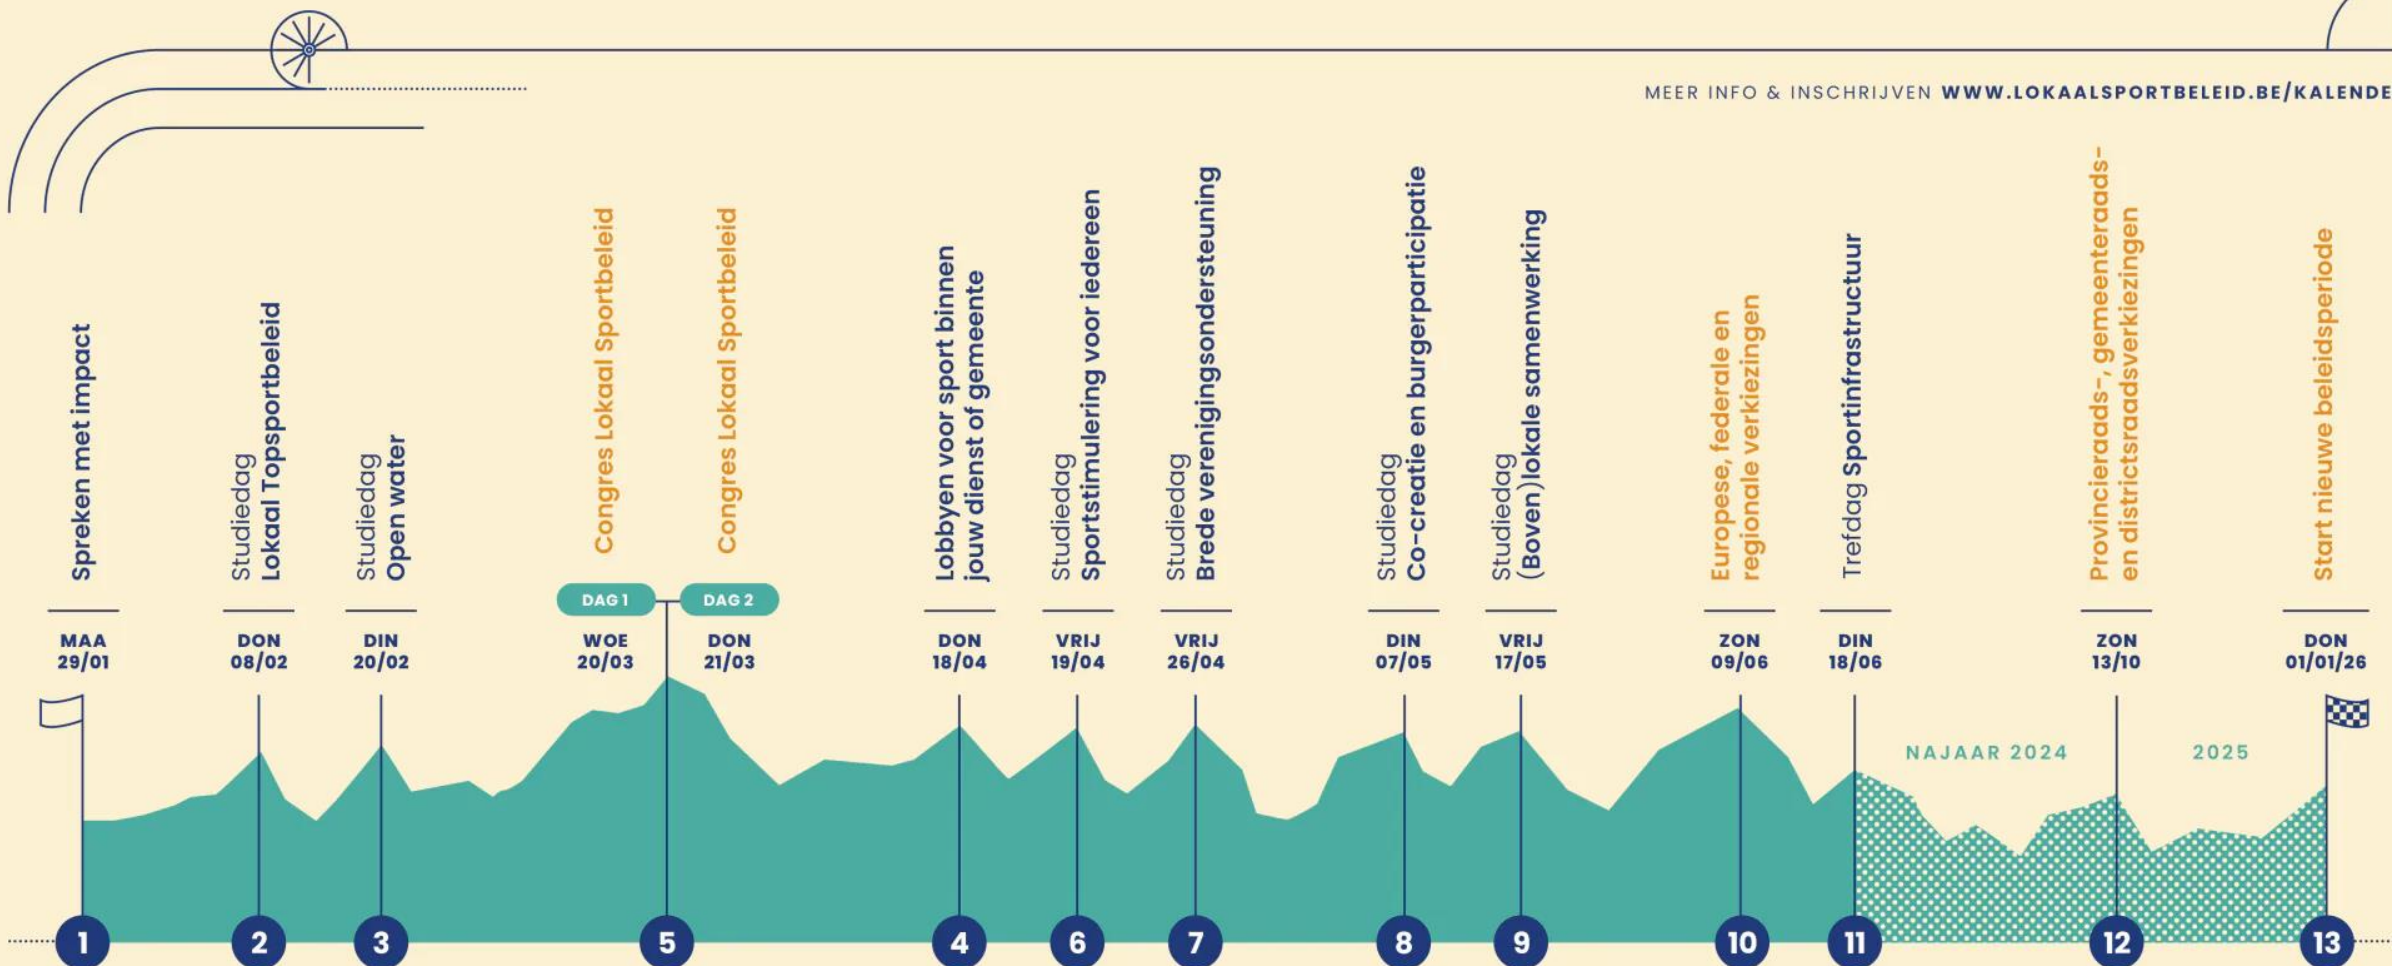 MEER INFO & INSCHRIJVEN WWW.LOKAALSPORTBELEID.BE/KALENDE
Spreken met impact
MAA
29/01
1
Studiedag
Lokaal Topsportbeleid
DON
08/02
2
Studiedag
Open water
DIN
20/02
3
Congres Lokaal Sportbeleid
DAG 1
WOE
20/03
Congres Lokaal Sportbeleid
DAG 2
DON
21/03
5
Lobbyen voor sport binnen
jouw dienst of gemeente
DON
18/04
4
Studiedag
Sportstimulering voor iedereen
VRIJ
19/04
6
Studiedag
Brede verenigingsondersteuning
VRIJ
26/04
7
Studiedag
Co-creatie en burgerparticipatie
DIN
07/05
8
Studiedag
(Boven)lokale samenwerking
VRIJ
17/05
9
Europese, federale en
regionale verkiezingen
ZON
09/06
10
Trefdag Sportinfrastructuur
DIN
18/06
11
NAJAAR 2024
Provincieraads-, gemeenteraads-
en districtsraadsverkiezingen
ZON
13/10
12
2025
Start nieuwe beleidsperiode
DON
01/01/26
13